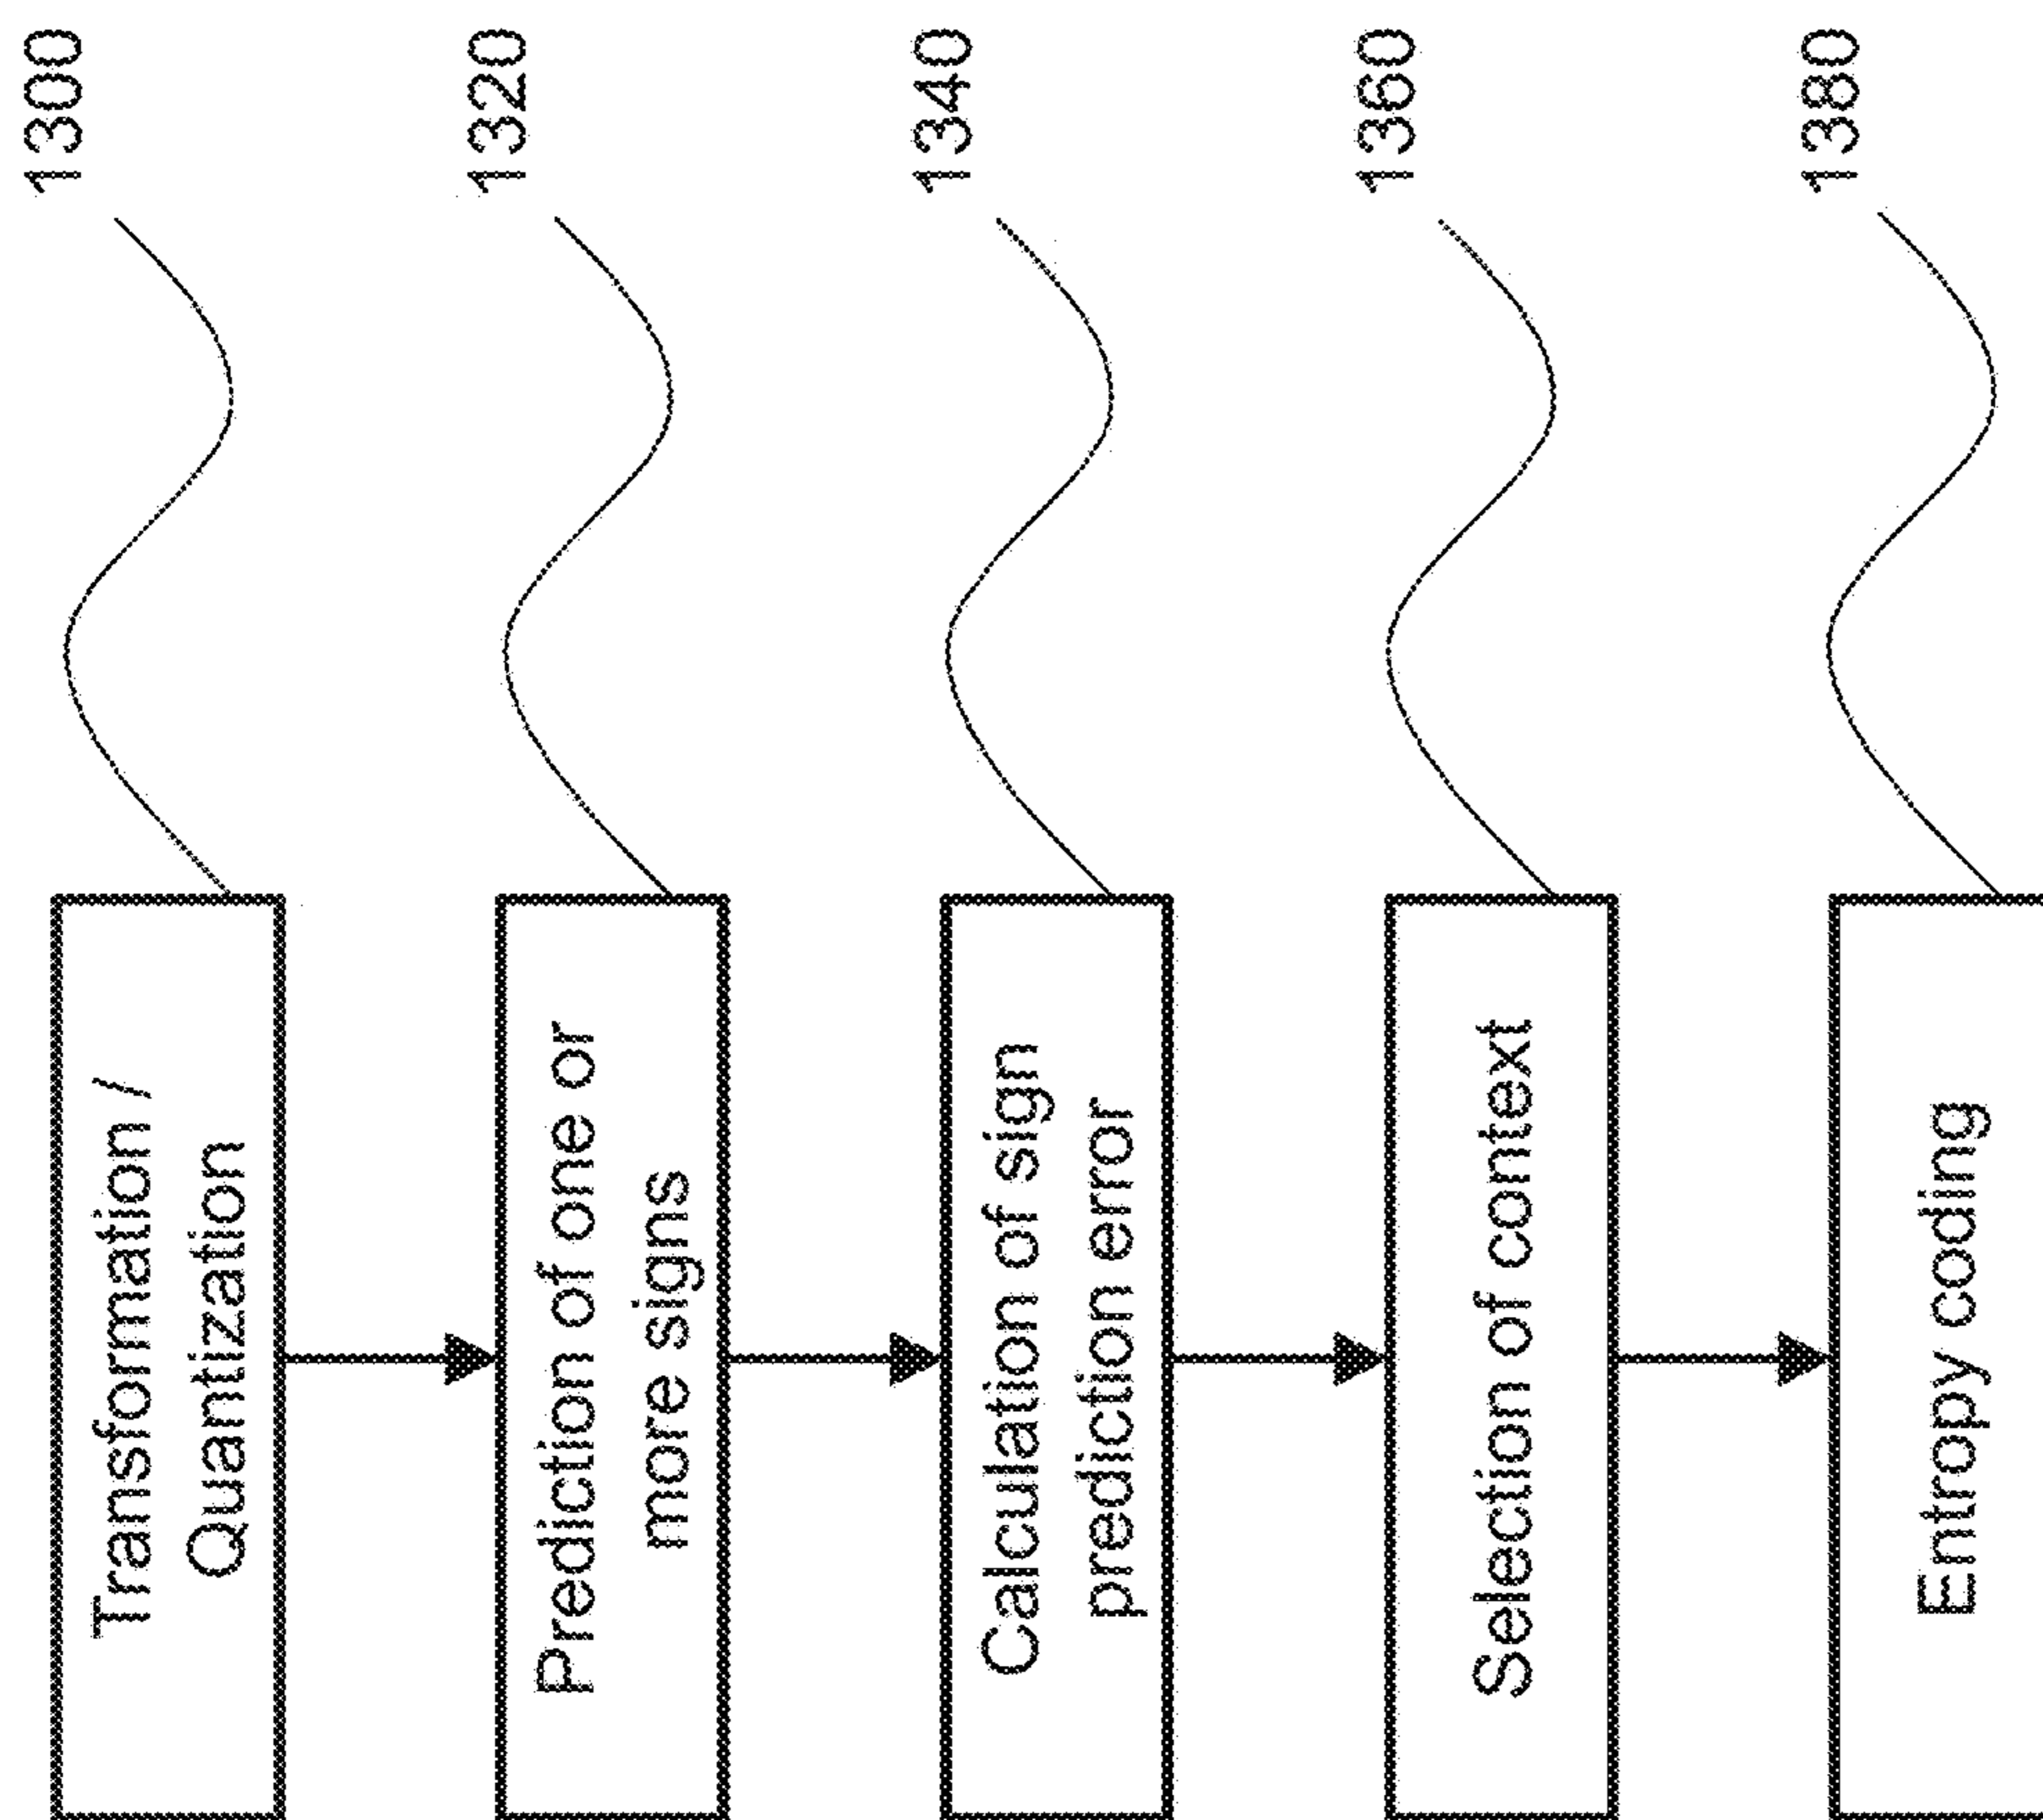 Transformation /
Quantization
1300
Prediction of one or
more signs
1320
Calculation of sign
prediction error
1340
Selection of context
1360
Entropy coding
1380